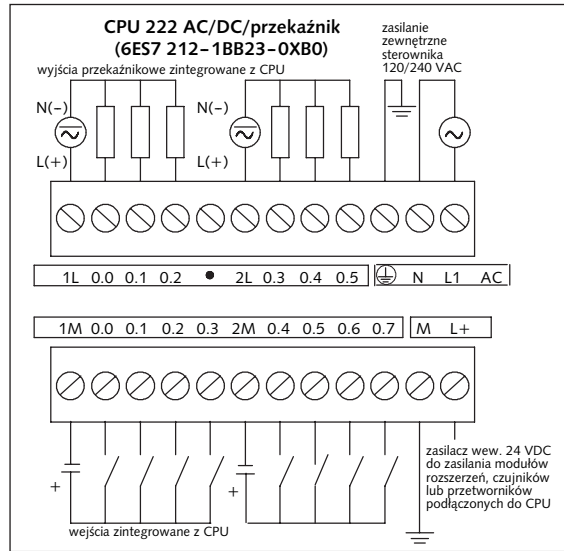 CPU 222 AC/DC/przekaźnik
(6ES7 212–1BB23–0XB0)
zasilanie
zewnętrzne
sterownika
120/240 VAC
wyjścia przekaźnikowe zintegrowane z CPU
N(–) N(–)
L(+) L(+)
1L 0.0 0.1 0.2 • 2L 0.3 0.4 0.5 N L1 AC
1M 0.0 0.1 0.2 0.3 2M 0.4 0.5 0.6 0.7 M L+
+ +
zasilacz wew. 24 VDC
do zasilania modułów
rozszerzeń, czujników
lub przetworników
podłączonych do CPU
wejścia zintegrowane z CPU